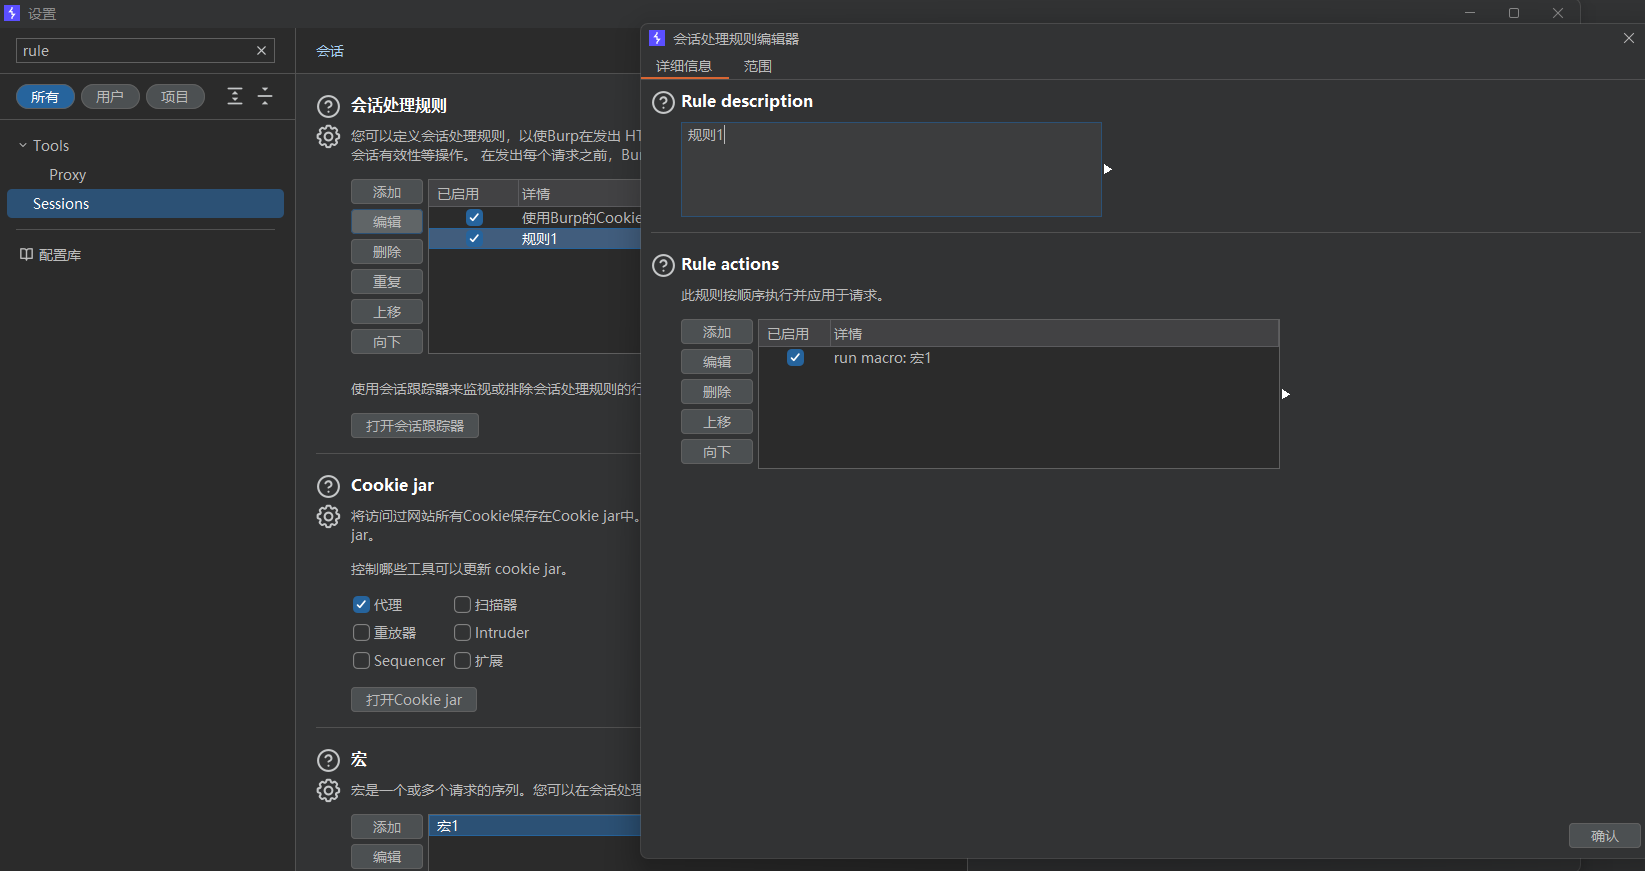 设置
rule
所有 用户 项目
Tools
Proxy
Sessions
配置库
会话
会话处理规则
您可以定义会话处理规则，以使Burp在发出 HT
会话有效性等操作。 在发出每个请求之前，Bu
添加
编辑
删除
重复
上移
向下
已启用 详情
使用Burp的Cookie
规则1
使用会话跟踪器来监视或排除会话处理规则的行
打开会话跟踪器
Cookie jar
将访问过网站所有Cookie保存在Cookie jar中。
jar。
控制哪些工具可以更新 cookie jar。
代理 扫描器
重放器 Intruder
Sequencer 扩展
打开Cookie jar
宏
宏是一个或多个请求的序列。您可以在会话处理
添加
编辑
宏1
会话处理规则编辑器
详细信息 范围
Rule description
规则1
Rule actions
此规则按顺序执行并应用于请求。
添加
编辑
删除
上移
向下
已启用 详情
run macro: 宏1
确认